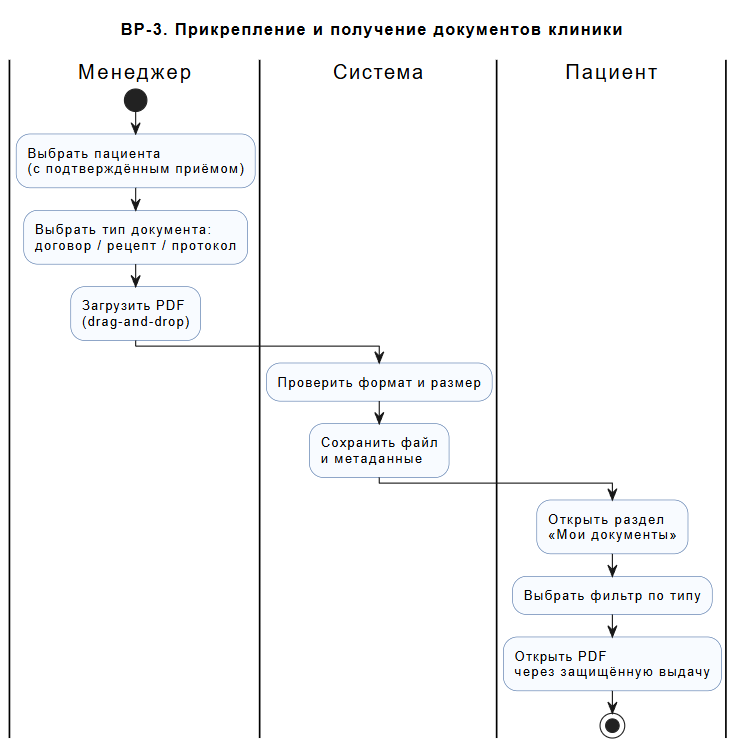 BP-3. Прикрепление и получение документов клиники
Менеджер
Система
Пациент
Выбрать пациента
(с подтверждённым приёмом)
Выбрать тип документа:
договор / рецепт / протокол
Загрузить PDF
(drag-and-drop)
Проверить формат и размер
Сохранить файл
и метаданные
Открыть раздел
«Мои документы»
Выбрать фильтр по типу
Открыть PDF
через защищённую выдачу